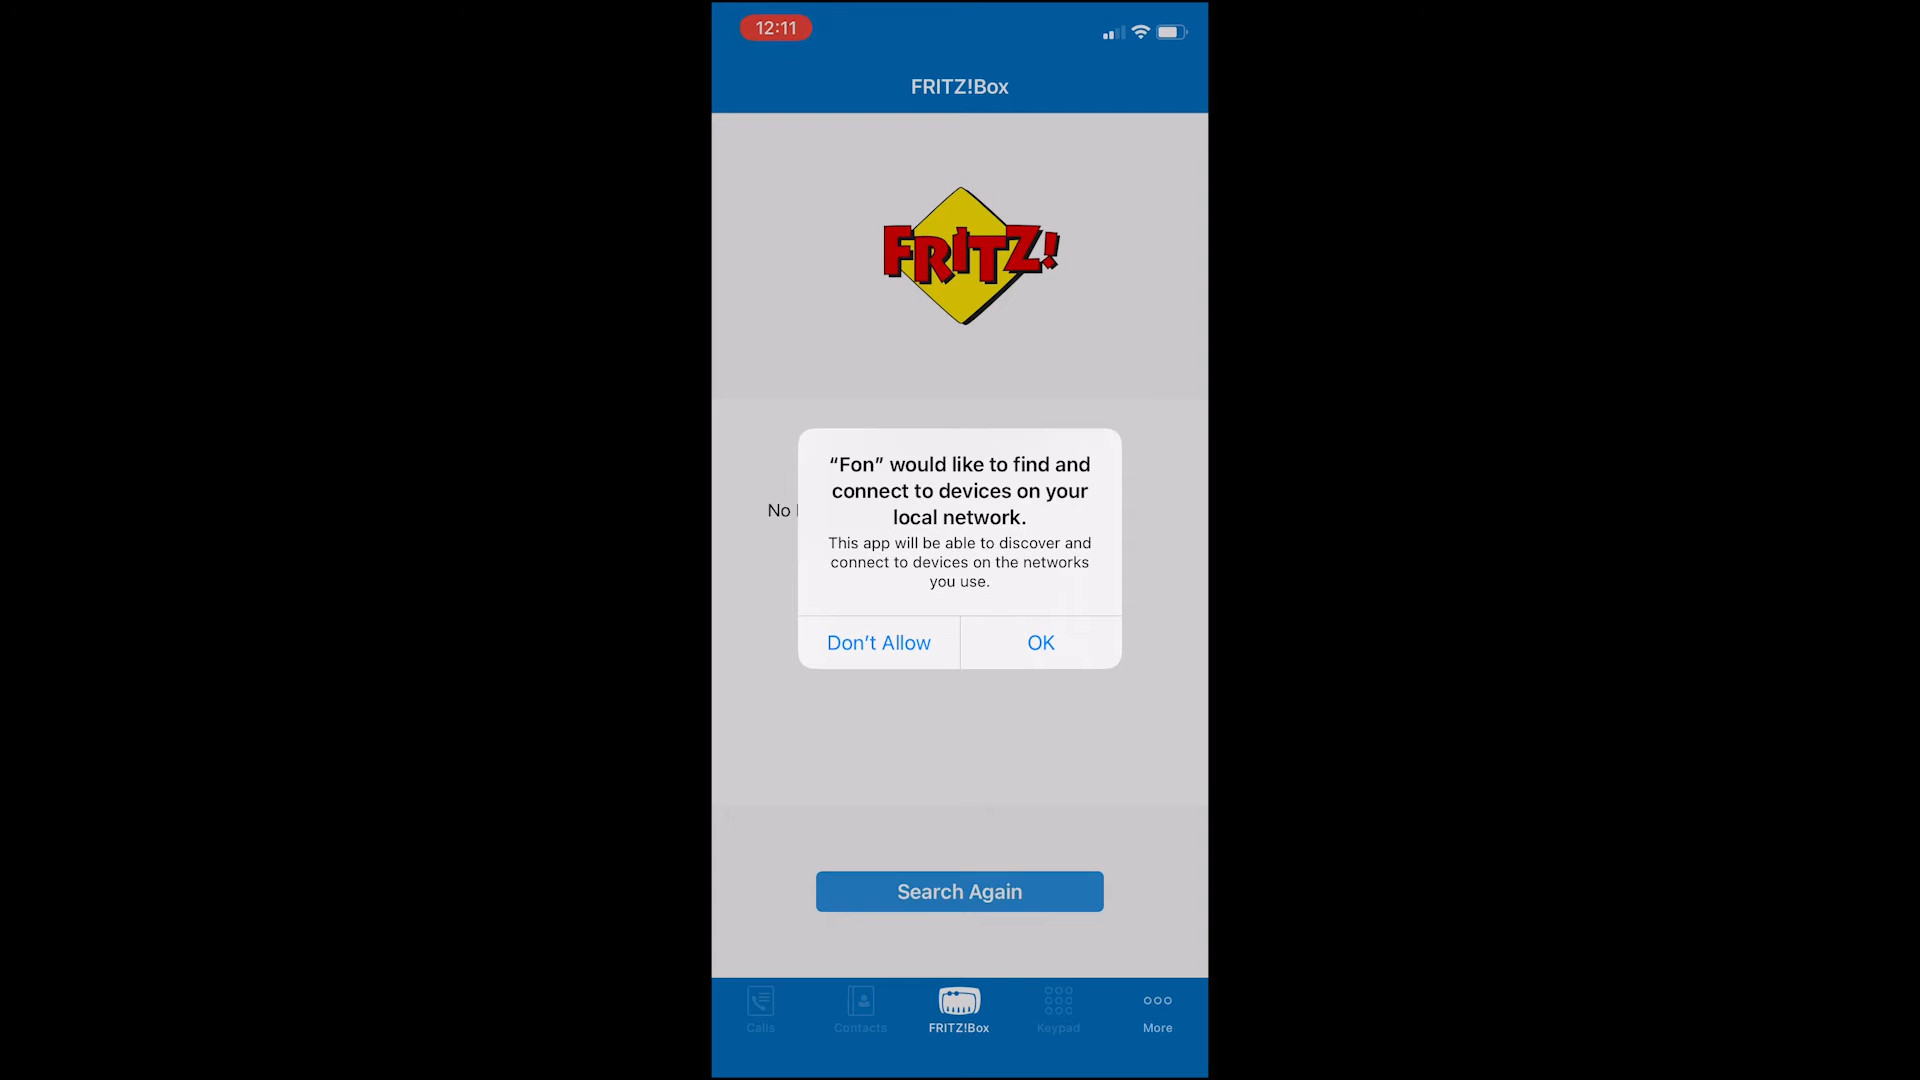 12:11
FRITZ!Box
FRITZ!
No
“Fon” would like to find and
connect to devices on your
local network.
This app will be able to discover and
connect to devices on the networks
you use.
Don’t Allow
OK
Search Again
Calls
Contacts
FRITZ!Box
Keypad
More